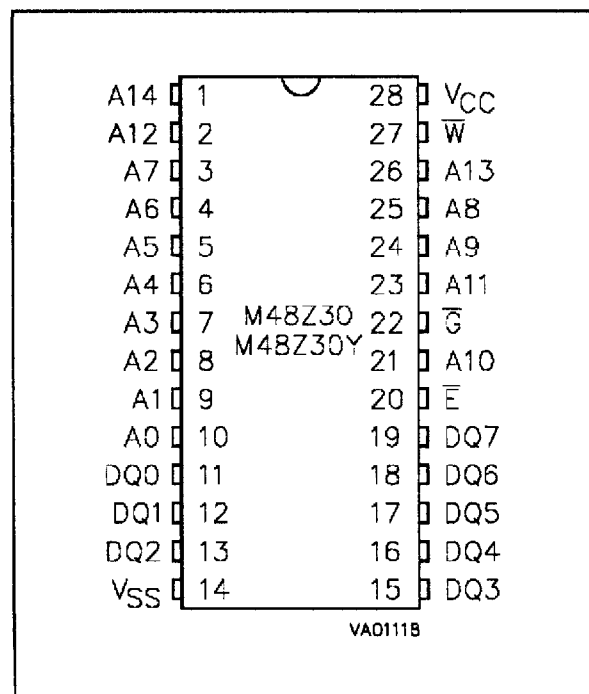 A14 1 28 V_CC
A12 2 27 W̅
A7 3 26 A13
A6 4 25 A8
A5 5 24 A9
A4 6 23 A11
A3 7 M48Z30 22 G̅
A2 8 M48Z30Y 21 A10
A1 9 20 E̅
A0 10 19 DQ7
DQ0 11 18 DQ6
DQ1 12 17 DQ5
DQ2 13 16 DQ4
V_SS 14 15 DQ3
VA0111B